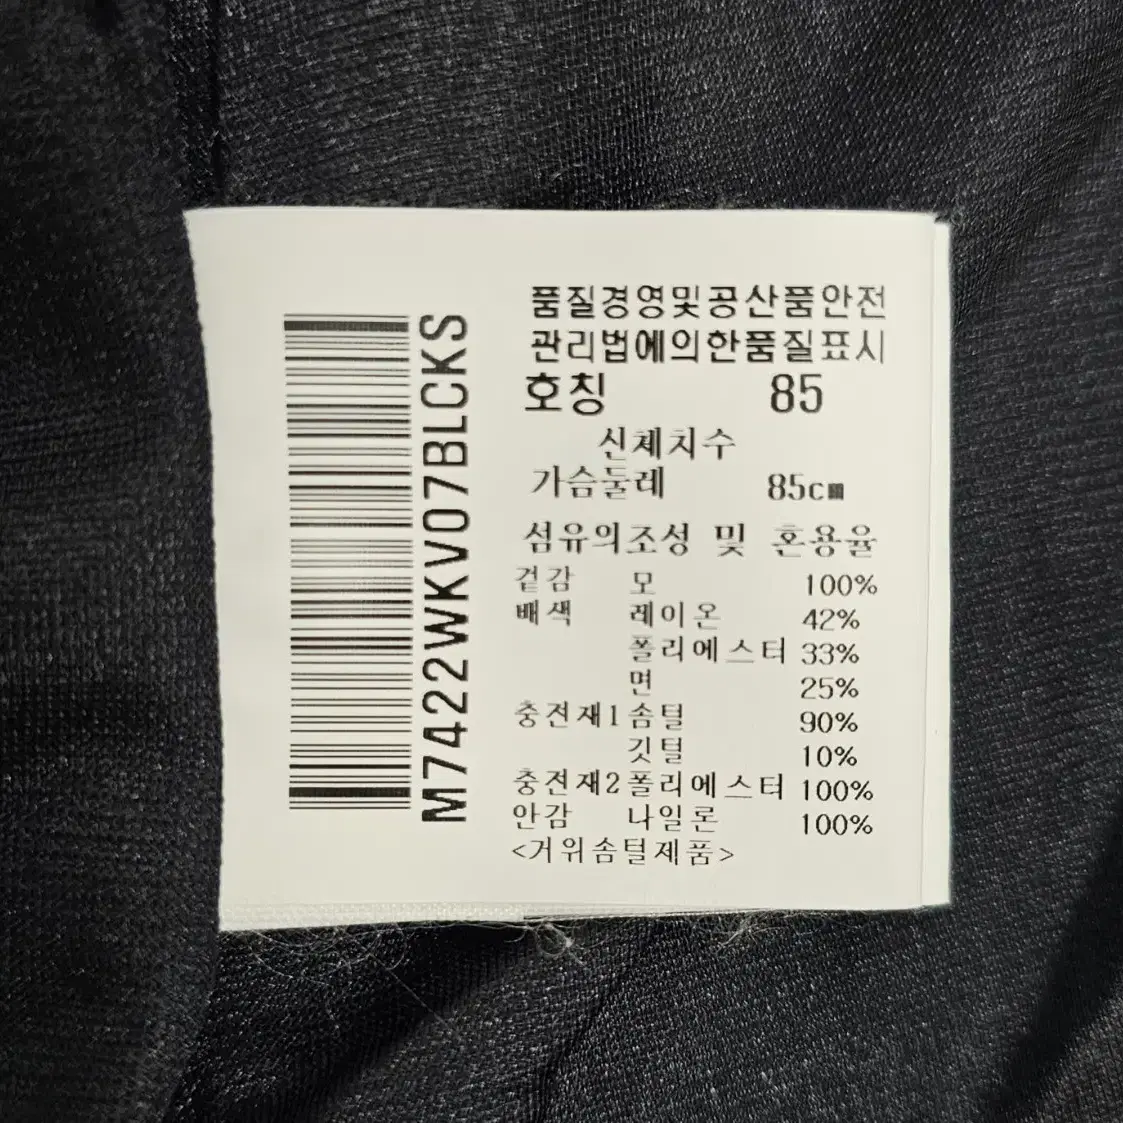 M7422WKV07BLCKS
품질경영및공산품안전
관리법에의한품질표시
호칭 85
신체치수
가슴둘레 85cm
섬유의조성 및 혼용율
겉감 모 100%
배색 레이온 42%
폴리에스터 33%
면 25%
충전재1 솜털 90%
깃털 10%
충전재2 폴리에스터 100%
안감 나일론 100%
<거위솜털제품>